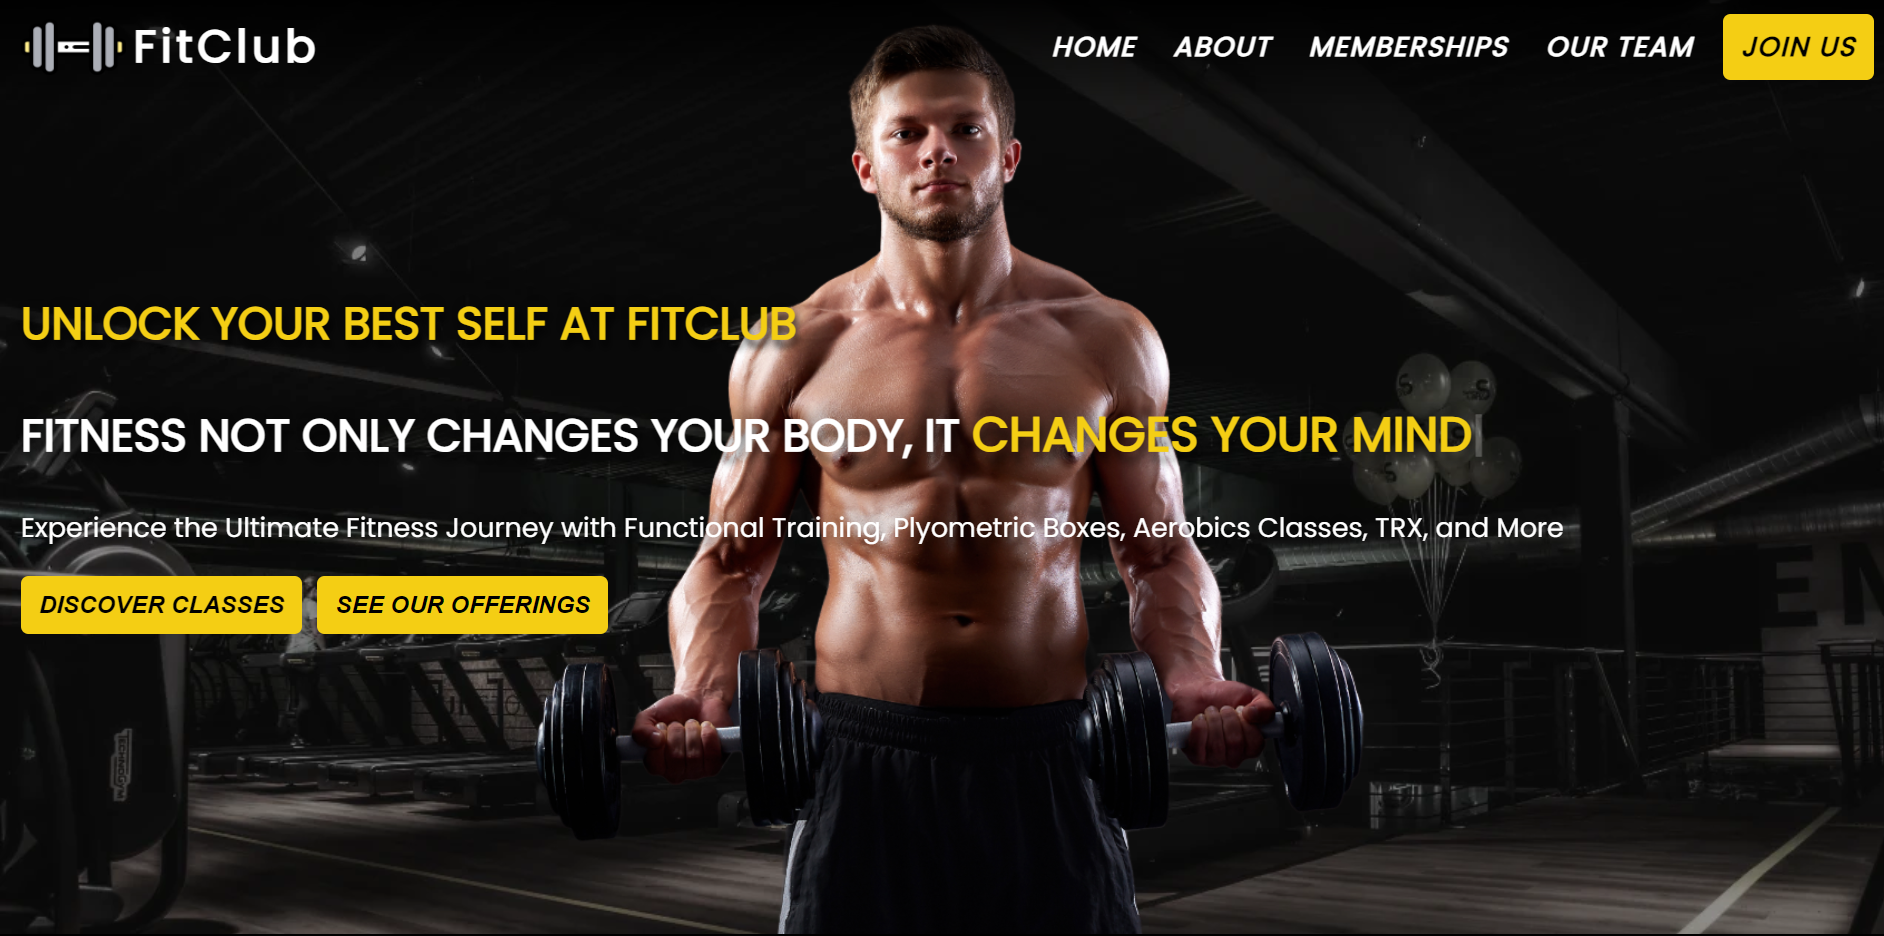 FitClub
HOME ABOUT MEMBERSHIPS OUR TEAM JOIN US
UNLOCK YOUR BEST SELF AT FITCLUB
FITNESS NOT ONLY CHANGES YOUR BODY, IT CHANGES YOUR MIND
Experience the Ultimate Fitness Journey with Functional Training, Plyometric Boxes, Aerobics Classes, TRX, and More
DISCOVER CLASSES SEE OUR OFFERINGS
TECHNOGYM